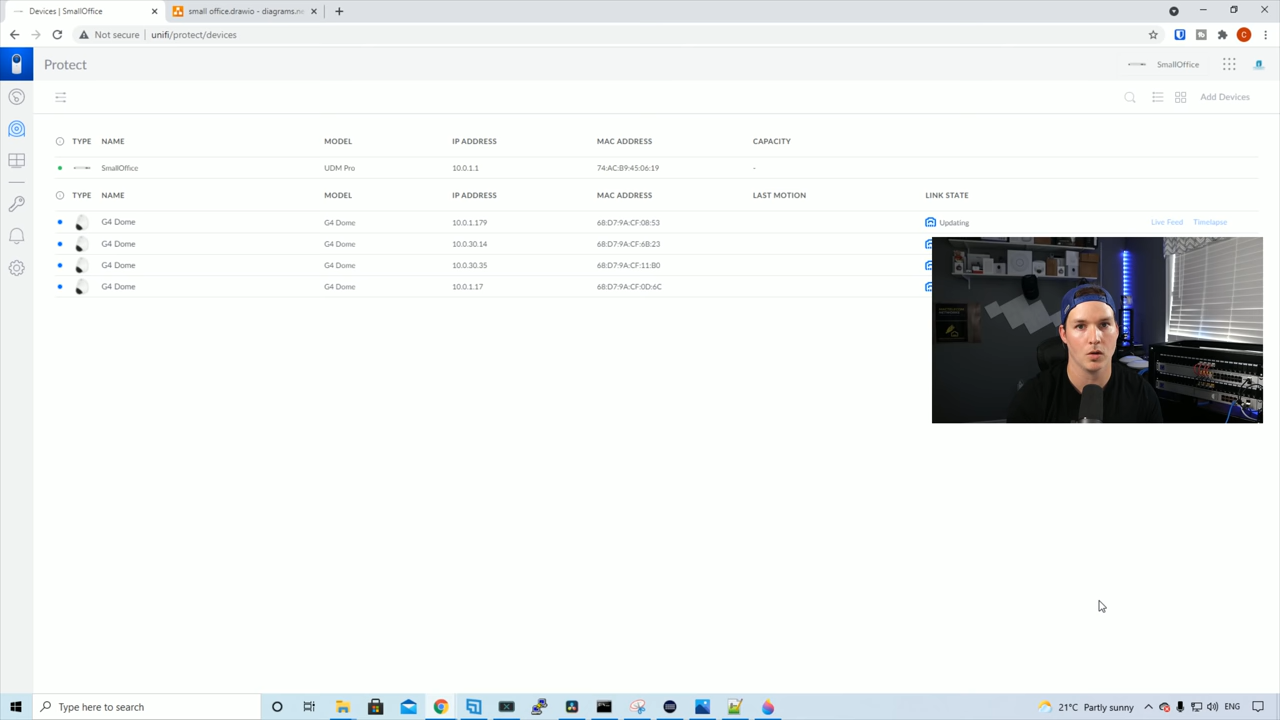 Devices | SmallOffice
small office.drawio - diagrams.ne
Not secure unifi/protect/devices
C
Protect
SmallOffice
Add Devices
TYPE NAME MODEL IP ADDRESS MAC ADDRESS CAPACITY
SmallOffice UDM Pro 10.0.1.1 74:AC:B9:45:06:19 -
TYPE NAME MODEL IP ADDRESS MAC ADDRESS LAST MOTION LINK STATE
G4 Dome G4 Dome 10.0.1.179 68:D7:9A:CF:08:53 Updating Live Feed Timelapse
G4 Dome G4 Dome 10.0.30.14 68:D7:9A:CF:6B:23
G4 Dome G4 Dome 10.0.30.35 68:D7:9A:CF:11:B0
G4 Dome G4 Dome 10.0.1.17 68:D7:9A:CF:0D:6C
Type here to search
21°C Partly sunny
ENG